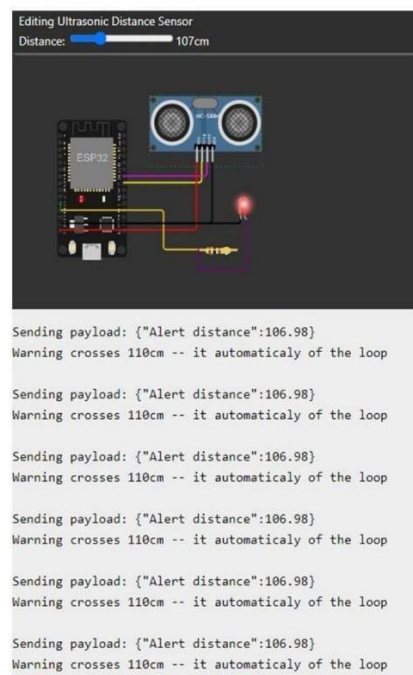 Editing Ultrasonic Distance Sensor
Distance: 107cm
HC-SR04
ESP32
Sending payload: {"Alert distance":106.98}
Warning crosses 110cm -- it automaticaly of the loop
Sending payload: {"Alert distance":106.98}
Warning crosses 110cm -- it automaticaly of the loop
Sending payload: {"Alert distance":106.98}
Warning crosses 110cm -- it automaticaly of the loop
Sending payload: {"Alert distance":106.98}
Warning crosses 110cm -- it automaticaly of the loop
Sending payload: {"Alert distance":106.98}
Warning crosses 110cm -- it automaticaly of the loop
Sending payload: {"Alert distance":106.98}
Warning crosses 110cm -- it automaticaly of the loop